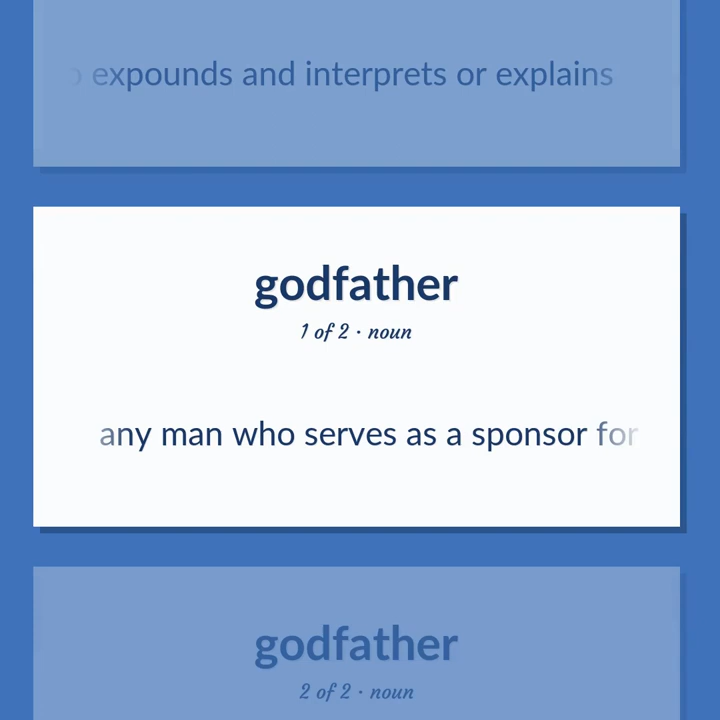 expounds and interprets or explains
godfather
1 of 2 · noun
any man who serves as a sponsor for
godfather
2 of 2 · noun